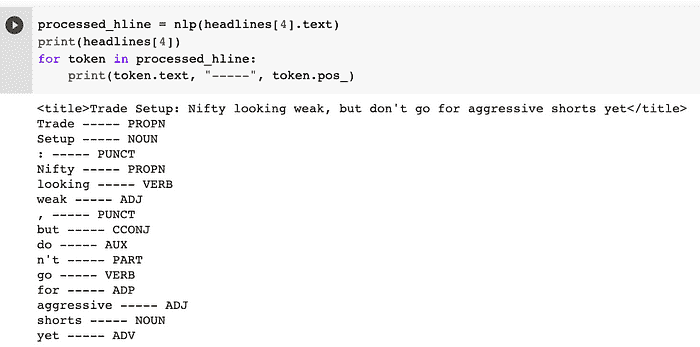 processed_hline = nlp(headlines[4].text)
print(headlines[4])
for token in processed_hline:
    print(token.text, "-----", token.pos_)
<title>Trade Setup: Nifty looking weak, but don't go for aggressive shorts yet</title>
Trade ----- PROPN
Setup ----- NOUN
: ----- PUNCT
Nifty ----- PROPN
looking ----- VERB
weak ----- ADJ
, ----- PUNCT
but ----- CCONJ
do ----- AUX
n't ----- PART
go ----- VERB
for ----- ADP
aggressive ----- ADJ
shorts ----- NOUN
yet ----- ADV